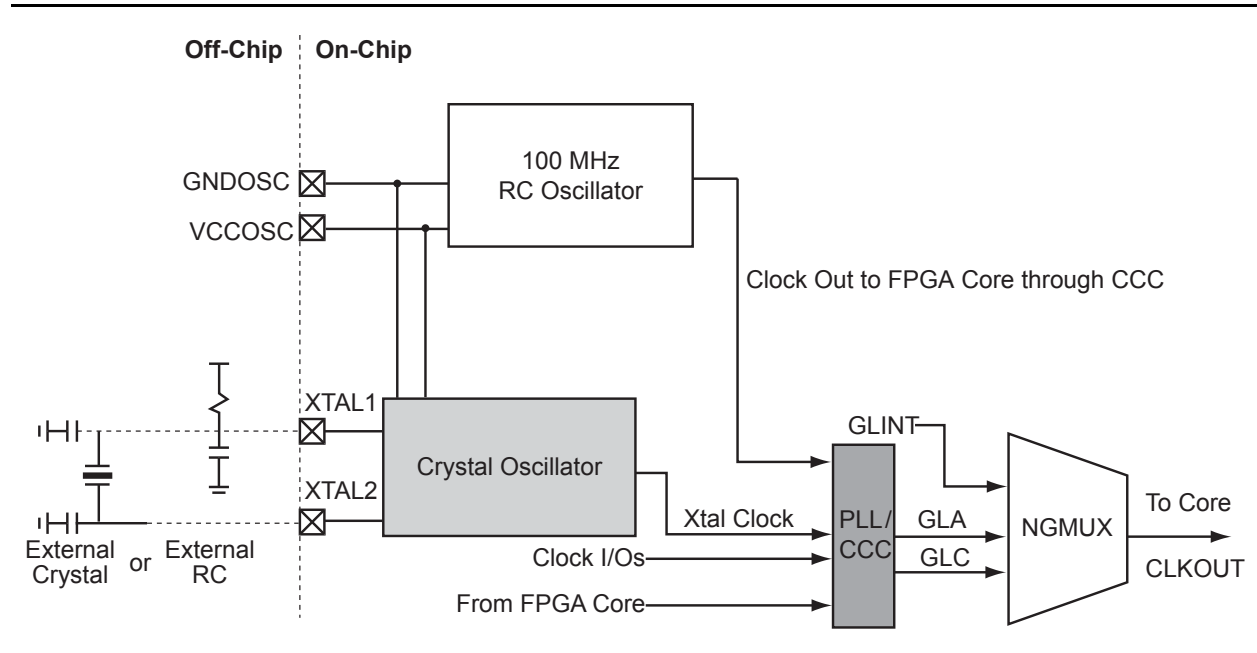 Off-Chip
On-Chip
100 MHz
RC Oscillator
GNDOSC
VCCOSC
Clock Out to FPGA Core through CCC
XTAL1
GLINT
Crystal Oscillator
XTAL2
Xtal Clock
PLL/
CCC
GLA
GLC
NGMUX
To Core
CLKOUT
External
Crystal
or
External
RC
Clock I/Os
From FPGA Core